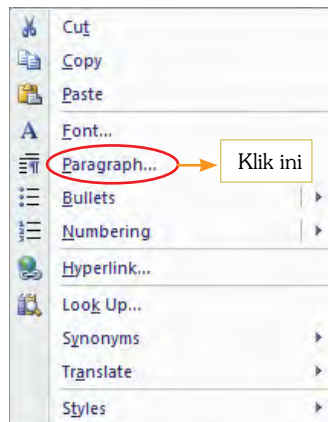 Cut
Copy
Paste
Font...
Paragraph...
Klik ini
Bullets
Numbering
Hyperlink...
Look Up...
Synonyms
Translate
Styles